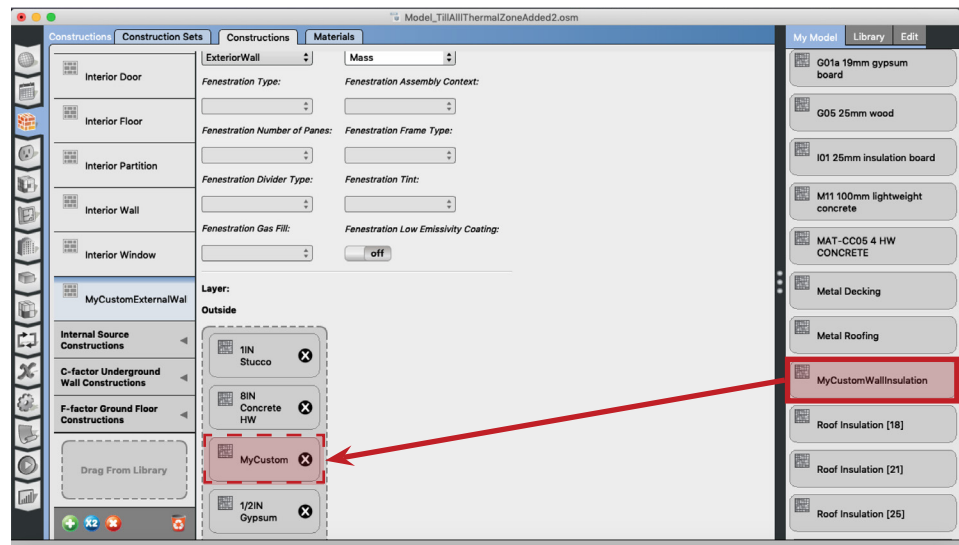 Model_TillAllThermalZoneAdded2.osm
Constructions Construction Sets Constructions Materials
My Model Library Edit
Interior Door
Interior Floor
Interior Partition
Interior Wall
Interior Window
MyCustomExternalWal
Internal Source
Constructions
C-factor Underground
Wall Constructions
F-factor Ground Floor
Constructions
Drag From Library
x2
ExteriorWall Mass
Fenestration Type: Fenestration Assembly Context:
Fenestration Number of Panes: Fenestration Frame Type:
Fenestration Divider Type: Fenestration Tint:
Fenestration Gas Fill: Fenestration Low Emissivity Coating:
off
Layer:
Outside
1IN
Stucco
8IN
Concrete
HW
MyCustom
1/2IN
Gypsum
G01a 19mm gypsum
board
G05 25mm wood
I01 25mm insulation board
M11 100mm lightweight
concrete
MAT-CC05 4 HW
CONCRETE
Metal Decking
Metal Roofing
MyCustomWallInsulation
Roof Insulation [18]
Roof Insulation [21]
Roof Insulation [25]